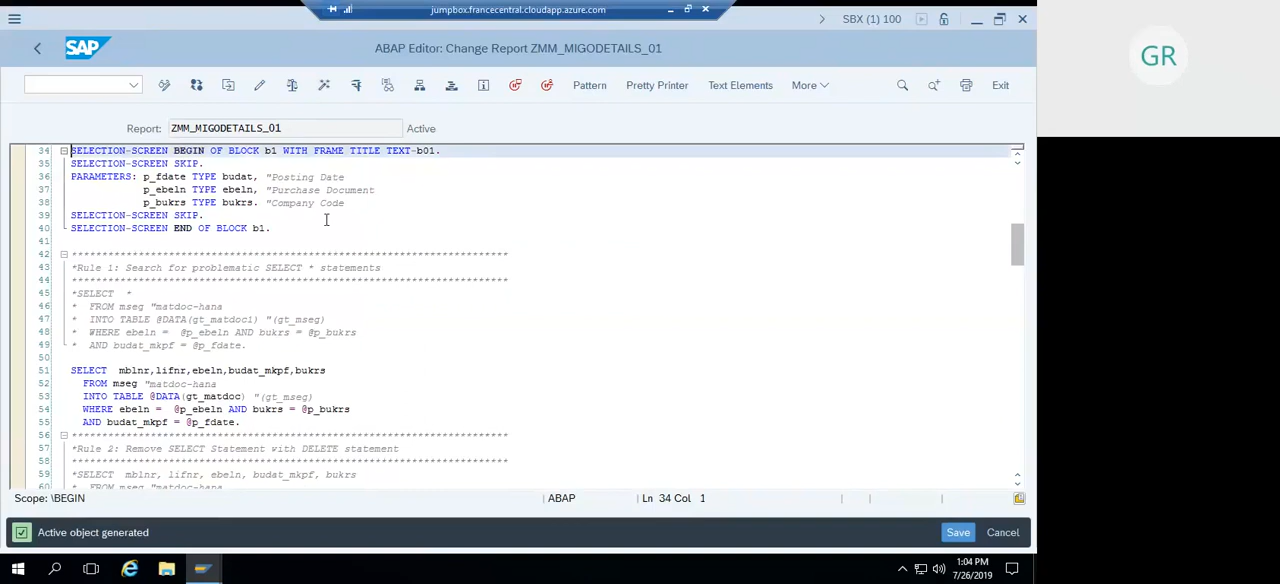 jumpbox.francecentral.cloudapp.azure.com
SBX (1) 100
SAP
ABAP Editor: Change Report ZMM_MIGODETAILS_01
GR
Pattern
Pretty Printer
Text Elements
More
Exit
Report: ZMM_MIGODETAILS_01 Active
34 SELECTION-SCREEN BEGIN OF BLOCK b1 WITH FRAME TITLE TEXT-b01.
35 SELECTION-SCREEN SKIP.
36 PARAMETERS: p_fdate TYPE budat, "Posting Date
37 p_ebeln TYPE ebeln, "Purchase Document
38 p_bukrs TYPE bukrs. "Company Code
39 SELECTION-SCREEN SKIP.
40 SELECTION-SCREEN END OF BLOCK b1.
41
42 ************************************************************************
43 *Rule 1: Search for problematic SELECT * statements
44 ************************************************************************
45 *SELECT *
46 * FROM mseg "matdoc-hana
47 * INTO TABLE @DATA(gt_matdoc1) "(gt_mseg)
48 * WHERE ebeln = @p_ebeln AND bukrs = @p_bukrs
49 * AND budat_mkpf = @p_fdate.
50
51 SELECT mblnr,lifnr,ebeln,budat_mkpf,bukrs
52 FROM mseg "matdoc-hana
53 INTO TABLE @DATA(gt_matdoc) "(gt_mseg)
54 WHERE ebeln = @p_ebeln AND bukrs = @p_bukrs
55 AND budat_mkpf = @p_fdate.
56 ************************************************************************
57 *Rule 2: Remove SELECT Statement with DELETE statement
58 ************************************************************************
59 *SELECT mblnr, lifnr, ebeln, budat_mkpf, bukrs
60 * FROM mseg "matdoc-hana
Scope: \BEGIN
ABAP
Ln 34 Col 1
Active object generated
Save
Cancel
1:04 PM
7/26/2019